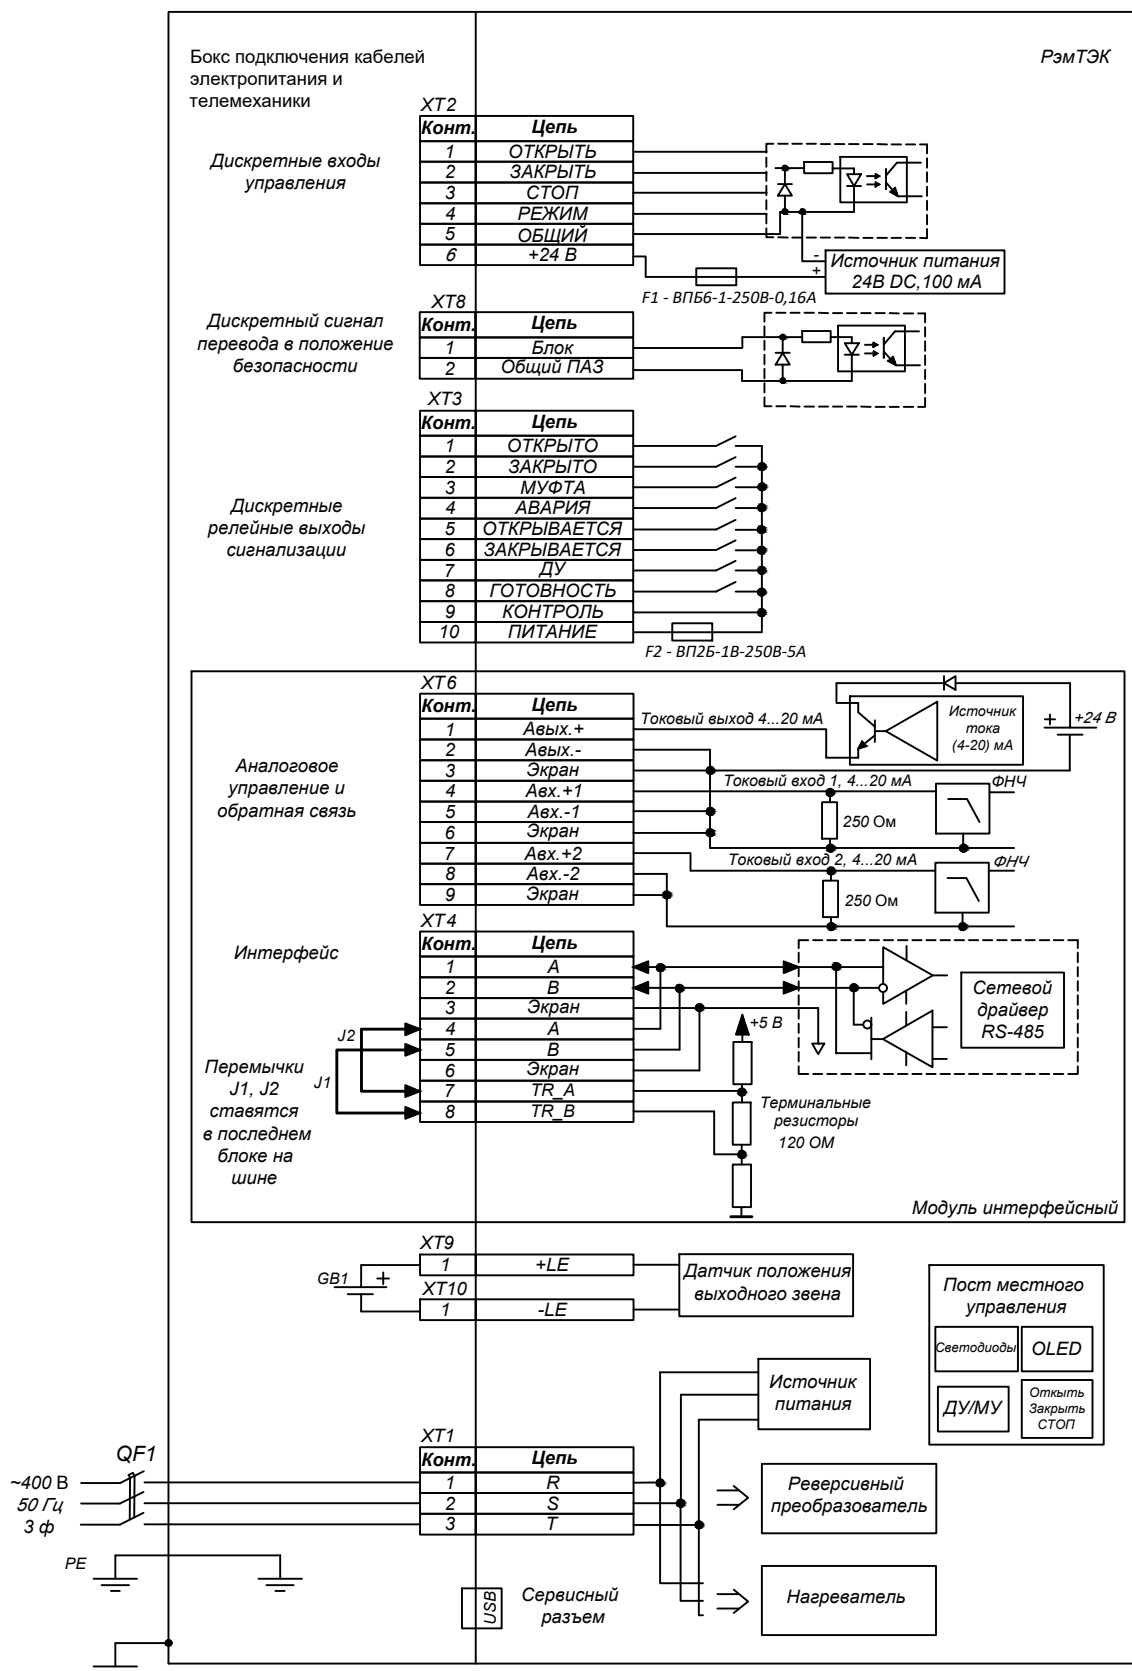 Бокс подключения кабелей
электропитания и
телемеханики
РэмТЭК
Дискретные входы
управления
XT2
Конт. Цепь
1 ОТКРЫТЬ
2 ЗАКРЫТЬ
3 СТОП
4 РЕЖИМ
5 ОБЩИЙ
6 +24 В
-
+
Источник питания
24В DC,100 мА
F1 - ВПБ6-1-250В-0,16А
Дискретный сигнал
перевода в положение
безопасности
XT8
Конт. Цепь
1 Блок
2 Общий ПАЗ
Дискретные
релейные выходы
сигнализации
XT3
Конт. Цепь
1 ОТКРЫТО
2 ЗАКРЫТО
3 МУФТА
4 АВАРИЯ
5 ОТКРЫВАЕТСЯ
6 ЗАКРЫВАЕТСЯ
7 ДУ
8 ГОТОВНОСТЬ
9 КОНТРОЛЬ
10 ПИТАНИЕ
F2 - ВП2Б-1В-250В-5А
Аналоговое
управление и
обратная связь
XT6
Конт. Цепь
1 Авых.+
2 Авых.-
3 Экран
4 Авх.+1
5 Авх.-1
6 Экран
7 Авх.+2
8 Авх.-2
9 Экран
Токовый выход 4...20 мА
Источник
тока
(4-20) мА
+
+24 В
Токовый вход 1, 4...20 мА
ФНЧ
250 Ом
Токовый вход 2, 4...20 мА
ФНЧ
250 Ом
Интерфейс
XT4
Конт. Цепь
1 A
2 B
3 Экран
4 A
5 B
6 Экран
7 TR_A
8 TR_B
J2
J1
Перемычки
J1, J2
ставятся
в последнем
блоке на
шине
+5 В
Терминальные
резисторы
120 ОМ
Сетевой
драйвер
RS-485
Модуль интерфейсный
GB1
+
XT9
1 +LE
XT10
1 -LE
Датчик положения
выходного звена
Пост местного
управления
Светодиоды
OLED
ДУ/МУ
Откыть
Закрыть
СТОП
Источник
питания
QF1
~400 В
50 Гц
3 ф
XT1
Конт. Цепь
1 R
2 S
3 T
Реверсивный
преобразователь
PE
USB
Сервисный
разъем
Нагреватель